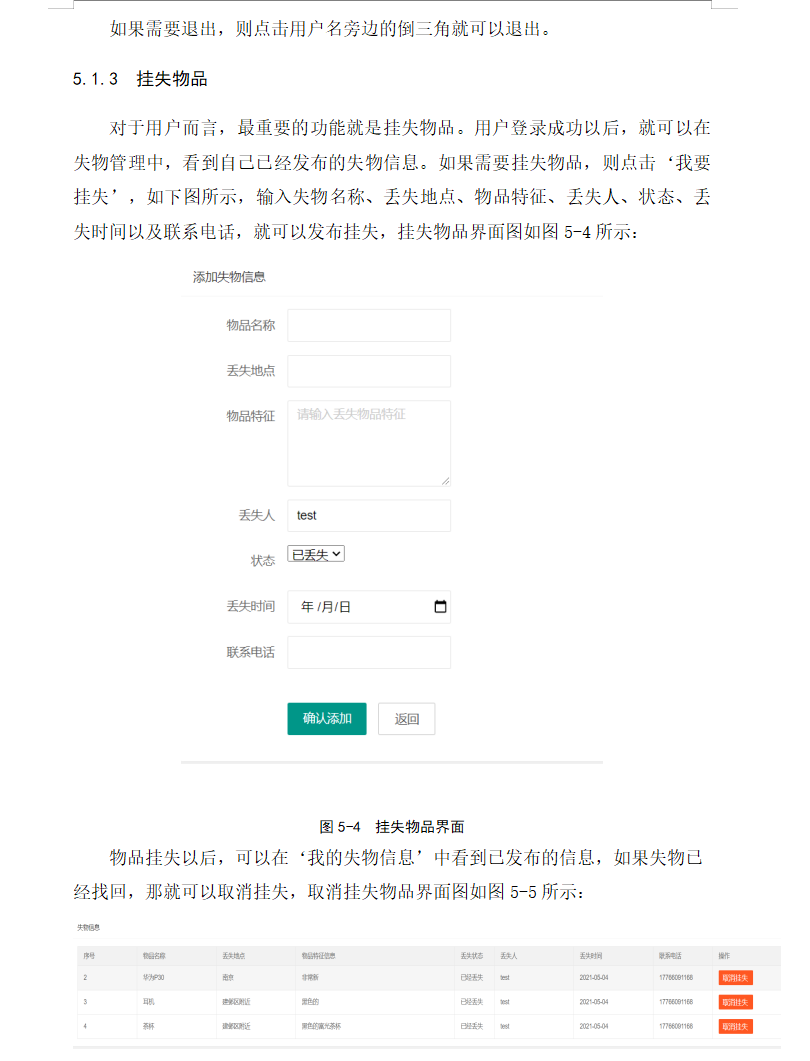 如果需要退出，则点击用户名旁边的倒三角就可以退出。
5.1.3 挂失物品
对于用户而言，最重要的功能就是挂失物品。用户登录成功以后，就可以在
失物管理中，看到自己已经发布的失物信息。如果需要挂失物品，则点击‘我要
挂失’，如下图所示，输入失物名称、丢失地点、物品特征、丢失人、状态、丢
失时间以及联系电话，就可以发布挂失，挂失物品界面图如图 5-4 所示：
添加失物信息
物品名称
丢失地点
物品特征 请输入丢失物品特征
丢失人 test
状态 已丢失
丢失时间 年 /月/日
联系电话
确认添加 返回
图 5-4 挂失物品界面
物品挂失以后，可以在‘我的失物信息’中看到已发布的信息，如果失物已
经找回，那就可以取消挂失，取消挂失物品界面图如图 5-5 所示：
失物信息
序号 物品名称 丢失地点 物品特征信息 丢失状态 丢失人 丢失时间 联系电话 操作
2 华为P30 南京 非常新 已经丢失 test 2021-05-04 17766091168 取消挂失
3 耳机 建邺区附近 黑色的 已经丢失 test 2021-05-04 17766091168 取消挂失
4 茶杯 建邺区附近 黑色的富光茶杯 已经丢失 test 2021-05-04 17766091168 取消挂失